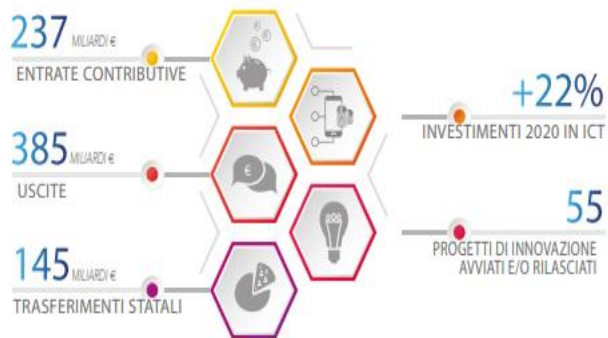 237 MILIARDI €
ENTRATE CONTRIBUTIVE
385 MILIARDI €
USCITE
145 MILIARDI €
TRASFERIMENTI STATALI
+22%
INVESTIMENTI 2020 IN ICT
55
PROGETTI DI INNOVAZIONE
AVVIATI E/O RILASCIATI
€